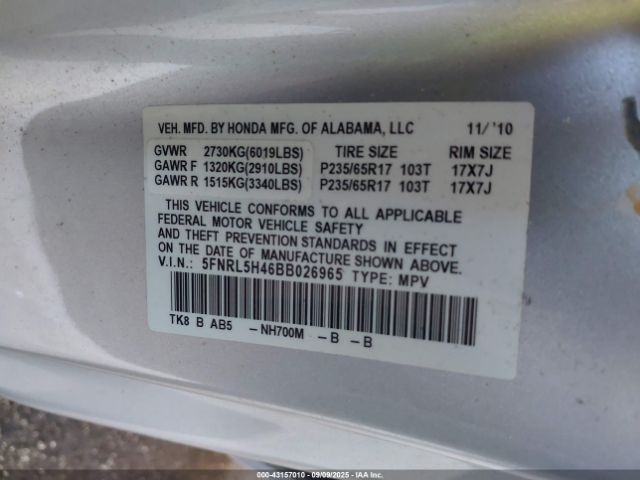 VEH. MFD. BY HONDA MFG. OF ALABAMA, LLC 11/ '10
GVWR 2730KG(6019LBS) TIRE SIZE RIM SIZE
GAWR F 1320KG(2910LBS) P235/65R17 103T 17X7J
GAWR R 1515KG(3340LBS) P235/65R17 103T 17X7J
THIS VEHICLE CONFORMS TO ALL APPLICABLE
FEDERAL MOTOR VEHICLE SAFETY
AND THEFT PREVENTION STANDARDS IN EFFECT
ON THE DATE OF MANUFACTURE SHOWN ABOVE.
V.I.N.: 5FNRL5H46BB026965 TYPE: MPV
TK8 B AB5 -NH700M -B -B
000-43157010 - 09/09/2025 - IAAI.COM